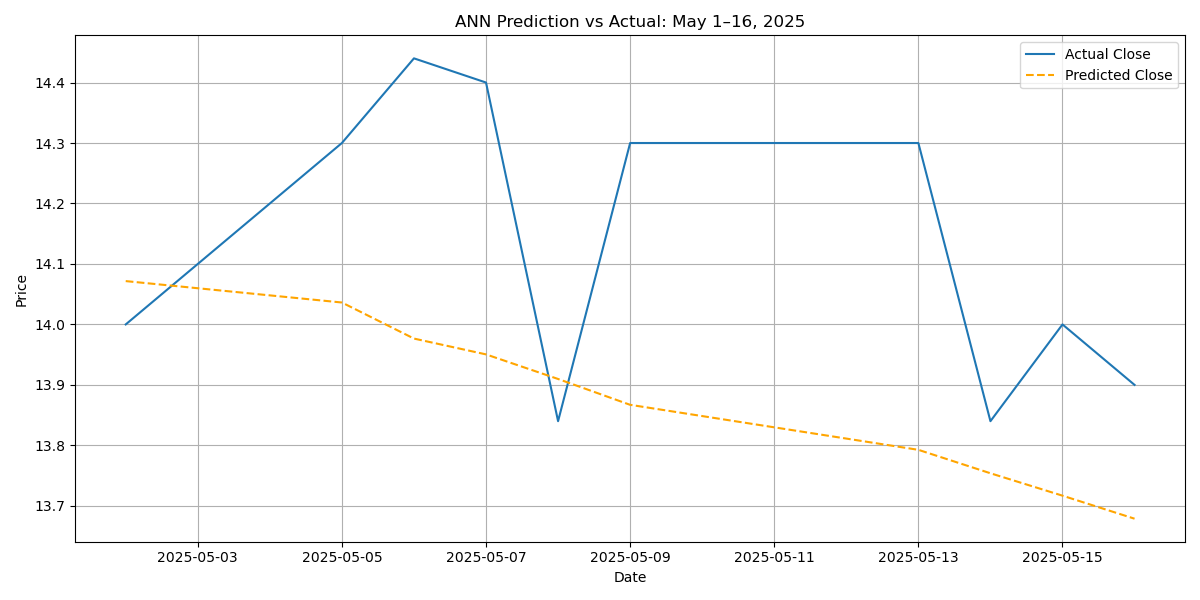 ANN Prediction vs Actual: May 1–16, 2025
Actual Close
Predicted Close
Price
14.4
14.3
14.2
14.1
14.0
13.9
13.8
13.7
2025-05-03 2025-05-05 2025-05-07 2025-05-09 2025-05-11 2025-05-13 2025-05-15
Date